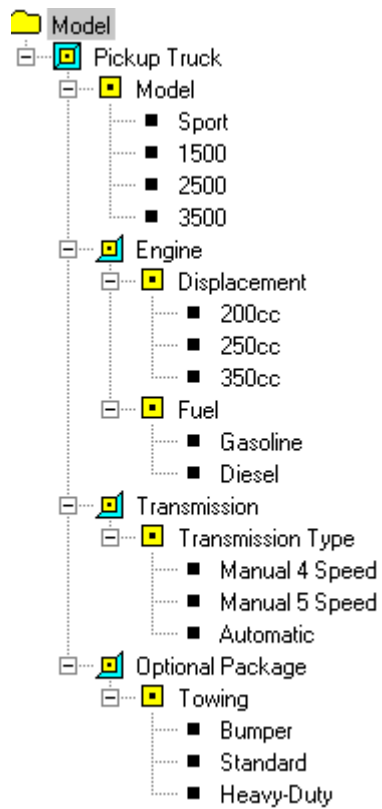 Model
Pickup Truck
Model
Sport
1500
2500
3500
Engine
Displacement
200cc
250cc
350cc
Fuel
Gasoline
Diesel
Transmission
Transmission Type
Manual 4 Speed
Manual 5 Speed
Automatic
Optional Package
Towing
Bumper
Standard
Heavy-Duty